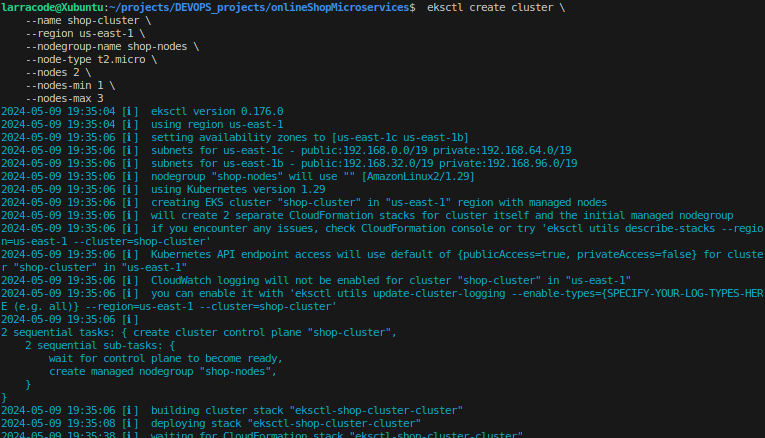 larracode@Xubuntu:~/projects/DEVOPS_projects/onlineShopMicroservices$  eksctl create cluster \
    --name shop-cluster \
    --region us-east-1 \
    --nodegroup-name shop-nodes \
    --node-type t2.micro \
    --nodes 2 \
    --nodes-min 1 \
    --nodes-max 3
2024-05-09 19:35:04 [ℹ]  eksctl version 0.176.0
2024-05-09 19:35:04 [ℹ]  using region us-east-1
2024-05-09 19:35:06 [ℹ]  setting availability zones to [us-east-1c us-east-1b]
2024-05-09 19:35:06 [ℹ]  subnets for us-east-1c - public:192.168.0.0/19 private:192.168.64.0/19
2024-05-09 19:35:06 [ℹ]  subnets for us-east-1b - public:192.168.32.0/19 private:192.168.96.0/19
2024-05-09 19:35:06 [ℹ]  nodegroup "shop-nodes" will use "" [AmazonLinux2/1.29]
2024-05-09 19:35:06 [ℹ]  using Kubernetes version 1.29
2024-05-09 19:35:06 [ℹ]  creating EKS cluster "shop-cluster" in "us-east-1" region with managed nodes
2024-05-09 19:35:06 [ℹ]  will create 2 separate CloudFormation stacks for cluster itself and the initial managed nodegroup
2024-05-09 19:35:06 [ℹ]  if you encounter any issues, check CloudFormation console or try 'eksctl utils describe-stacks --regio
n=us-east-1 --cluster=shop-cluster'
2024-05-09 19:35:06 [ℹ]  Kubernetes API endpoint access will use default of {publicAccess=true, privateAccess=false} for cluste
r "shop-cluster" in "us-east-1"
2024-05-09 19:35:06 [ℹ]  CloudWatch logging will not be enabled for cluster "shop-cluster" in "us-east-1"
2024-05-09 19:35:06 [ℹ]  you can enable it with 'eksctl utils update-cluster-logging --enable-types={SPECIFY-YOUR-LOG-TYPES-HER
E (e.g. all)} --region=us-east-1 --cluster=shop-cluster'
2024-05-09 19:35:06 [ℹ]
2 sequential tasks: { create cluster control plane "shop-cluster",
    2 sequential sub-tasks: {
        wait for control plane to become ready,
        create managed nodegroup "shop-nodes",
    }
}
2024-05-09 19:35:06 [ℹ]  building cluster stack "eksctl-shop-cluster-cluster"
2024-05-09 19:35:08 [ℹ]  deploying stack "eksctl-shop-cluster-cluster"
2024-05-09 19:35:38 [ℹ]  waiting for CloudFormation stack "eksctl-shop-cluster-cluster"